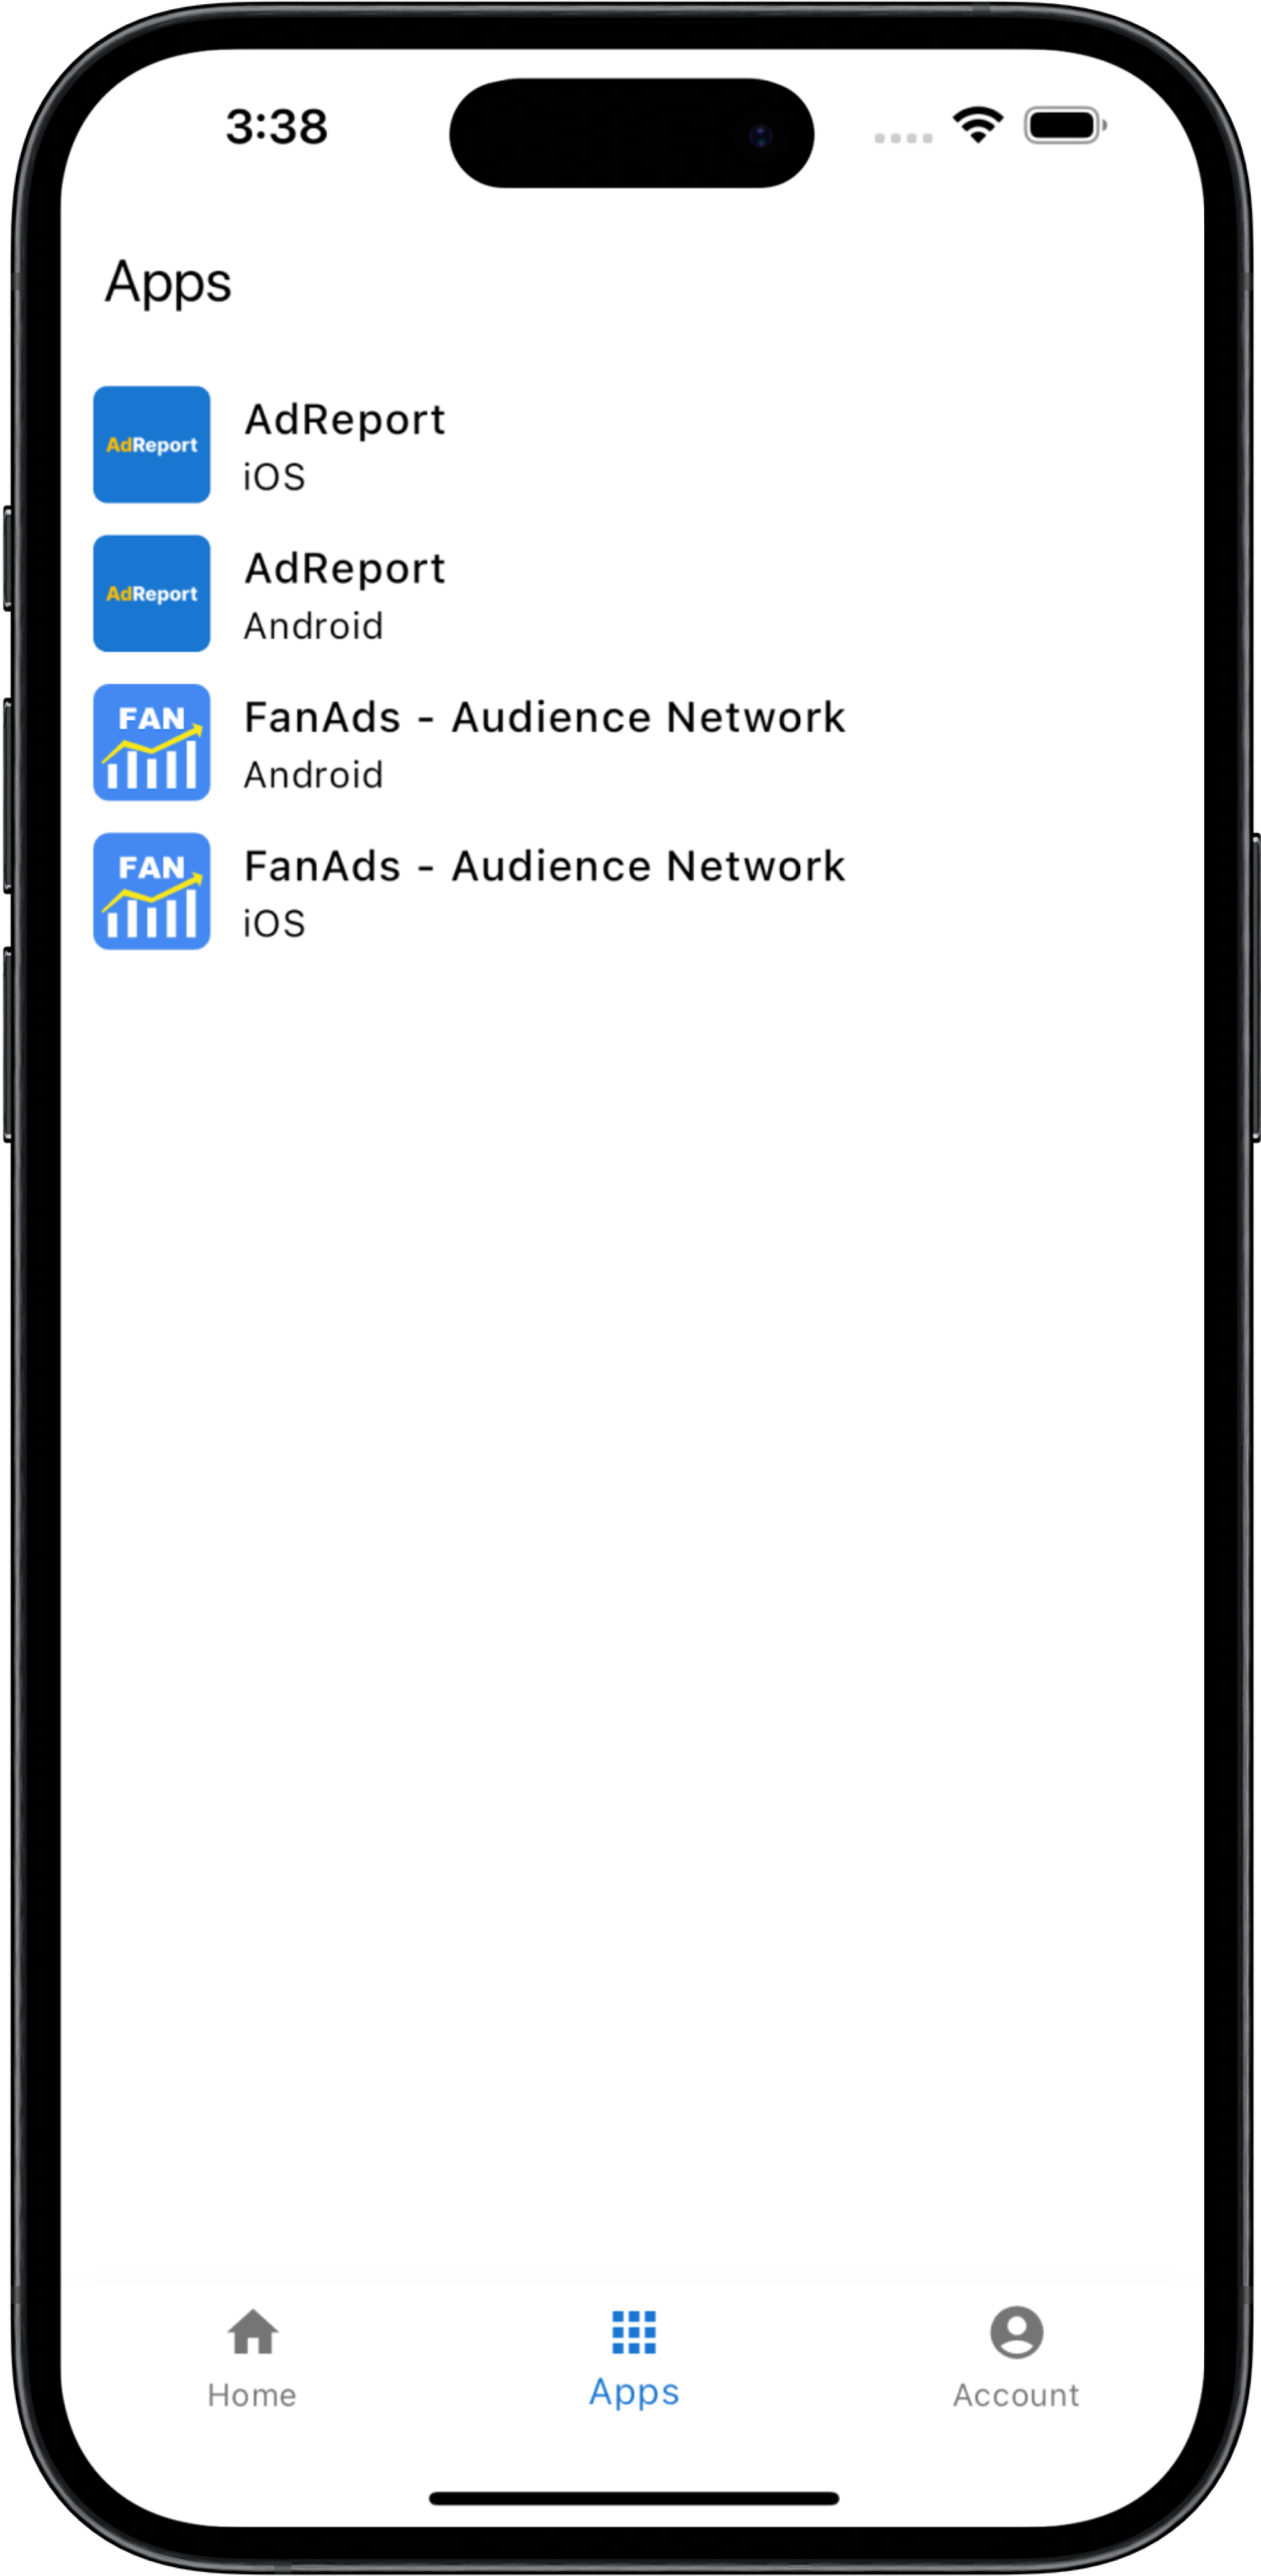 3:38
Apps
AdReport
AdReport
iOS
AdReport
AdReport
Android
FAN
FanAds - Audience Network
Android
FAN
FanAds - Audience Network
iOS
Home
Apps
Account